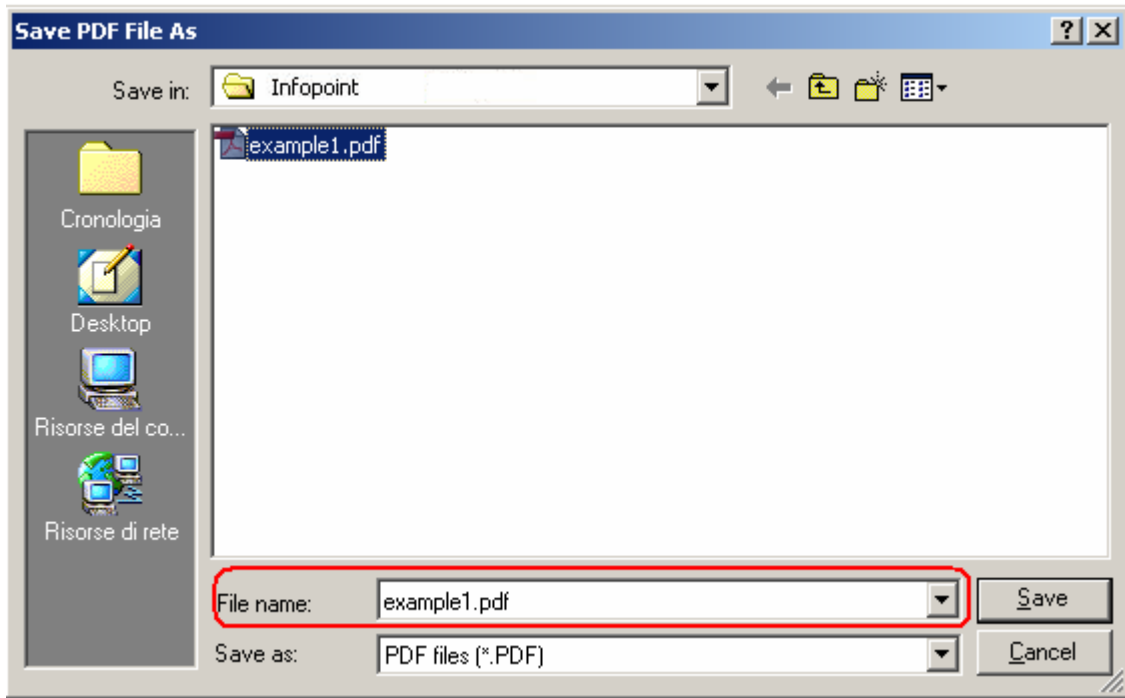 Save PDF File As
Save in: Infopoint
example1.pdf
Cronologia
Desktop
Risorse del co...
Risorse di rete
File name: example1.pdf Save
Save as: PDF files (*.PDF) Cancel